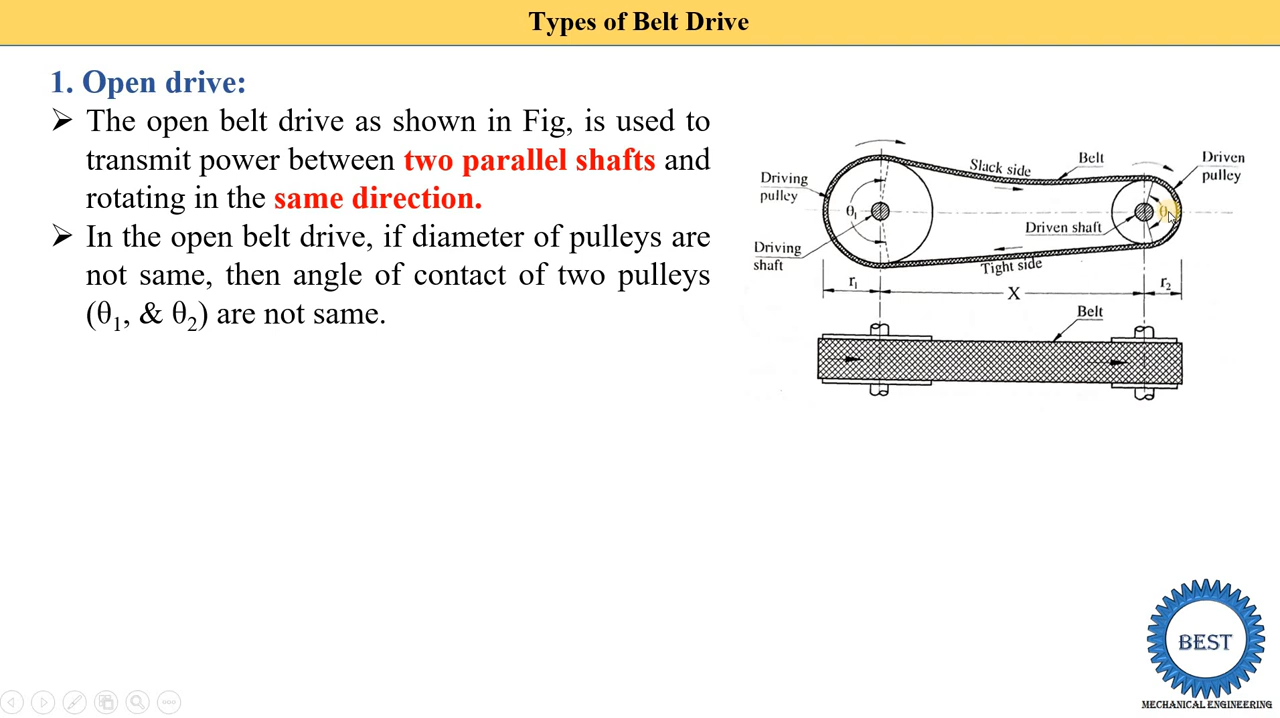 Types of Belt Drive
1. Open drive:
➢ The open belt drive as shown in Fig, is used to
transmit power between two parallel shafts and
rotating in the same direction.
➢ In the open belt drive, if diameter of pulleys are
not same, then angle of contact of two pulleys
(θ₁, & θ₂) are not same.
Driving
pulley
Slack side
Belt
Driven
pulley
θ₁
θ
Driven shaft
Driving
shaft
Tight side
r₁
X
r₂
Belt
BEST
MECHANICAL ENGINEERING